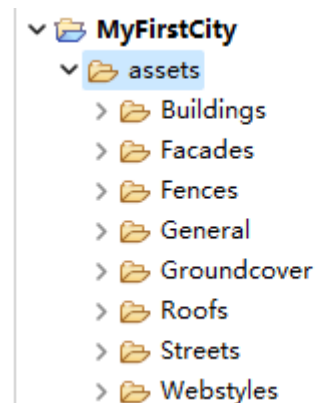 MyFirstCity
assets
Buildings
Facades
Fences
General
Groundcover
Roofs
Streets
Webstyles